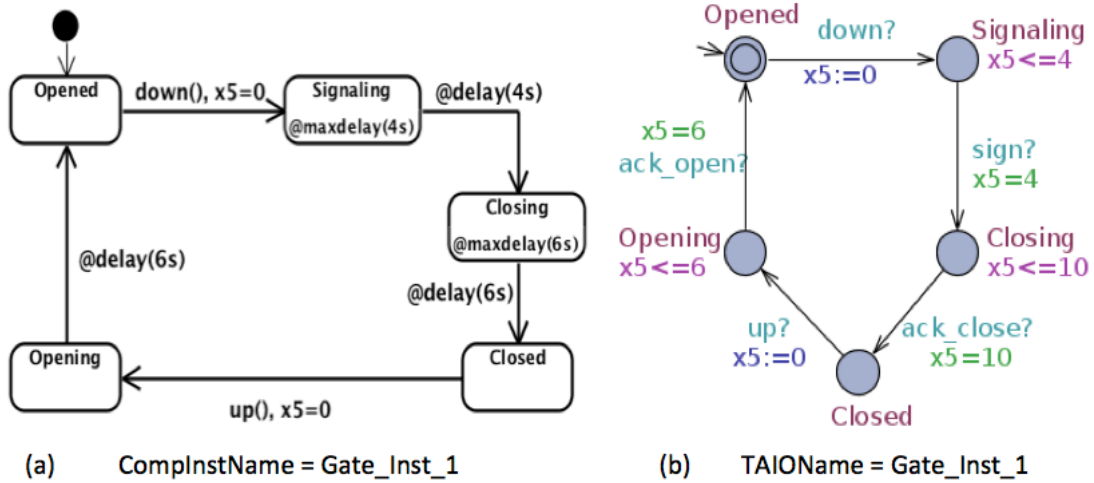 Opened
down(), x5=0
Signaling
@maxdelay(4s)
@delay(4s)
Closing
@maxdelay(6s)
@delay(6s)
@delay(6s)
Opening
Closed
up(), x5=0
(a) CompInstName = Gate_Inst_1
Opened
down?
x5:=0
Signaling
x5<=4
x5=6
ack_open?
sign?
x5=4
Opening
x5<=6
Closing
x5<=10
up?
x5:=0
ack_close?
x5=10
Closed
(b) TAIOName = Gate_Inst_1